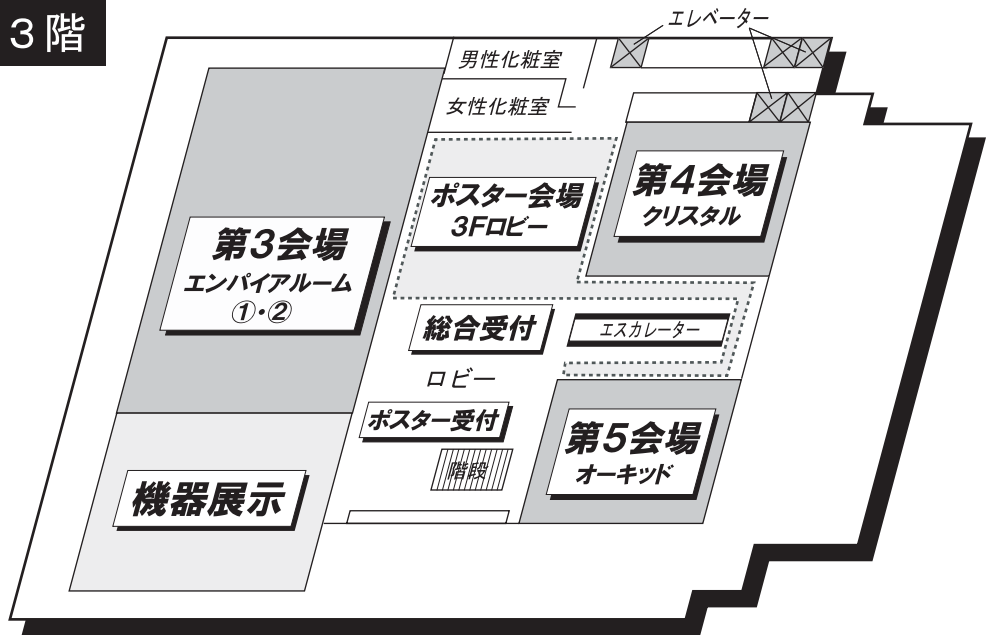 3階
エレベーター
男性化粧室
女性化粧室
ポスター会場
3Fロビー
第4会場
クリスタル
第3会場
エンパイアルーム
①・②
総合受付
エスカレーター
ロビー
ポスター受付
階段
第5会場
オーキッド
機器展示